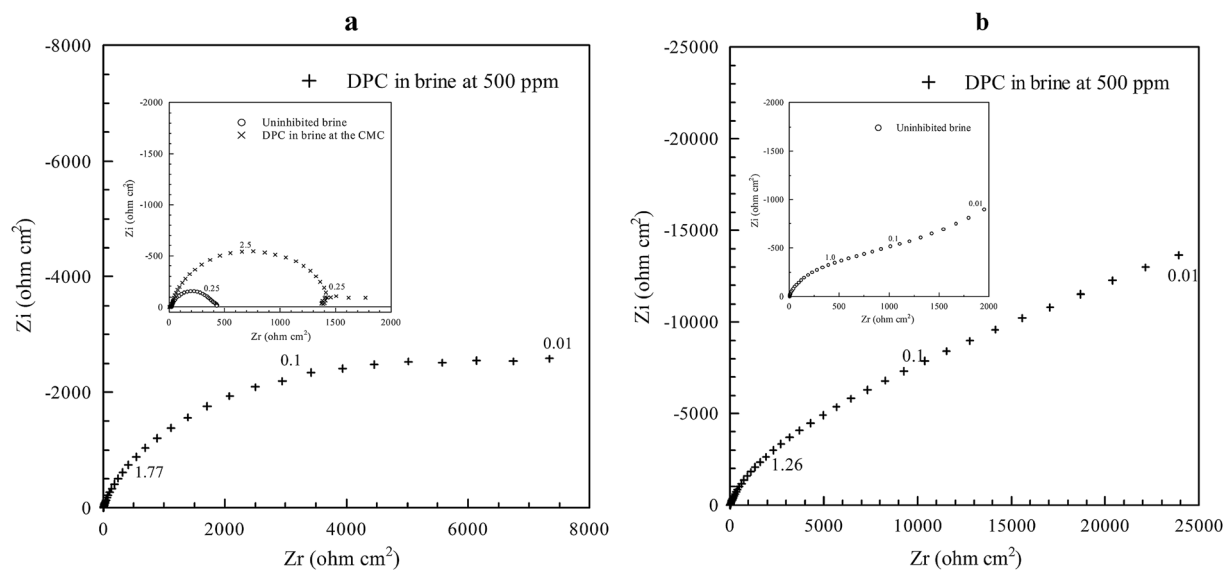 a
-8000
-6000
-4000
-2000
0
Zi (ohm cm²)
+ DPC in brine at 500 ppm
-2000
-1500
-1000
-500
0
Zi (ohm cm²)
○ Uninhibited brine
× DPC in brine at the CMC
2.5
0.25
0.25
0 500 1000 1500 2000
Zr (ohm cm²)
0.1
0.01
1.77
0 2000 4000 6000 8000
Zr (ohm cm²)
b
-25000
-20000
-15000
-10000
-5000
0
Zi (ohm cm²)
+ DPC in brine at 500 ppm
-2000
-1500
-1000
-500
0
Zi (ohm cm²)
○ Uninhibited brine
0.01
0.1
1.0
0 500 1000 1500 2000
Zr (ohm cm²)
0.01
0.1
1.26
0 5000 10000 15000 20000 25000
Zr (ohm cm²)